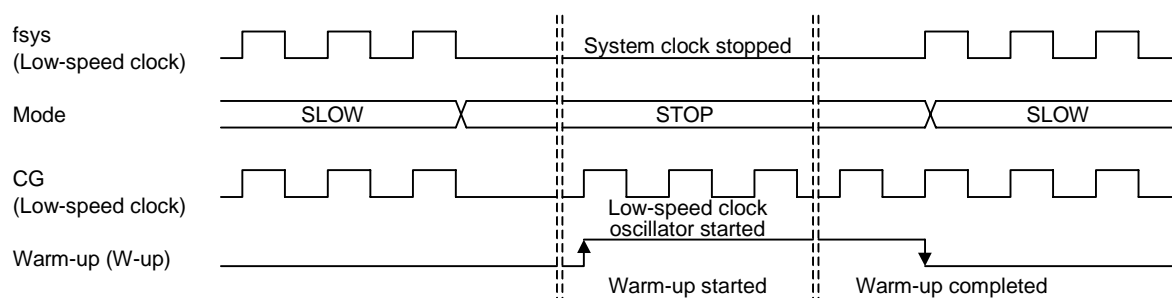 fsys
(Low-speed clock)
System clock stopped
Mode
SLOW
STOP
SLOW
CG
(Low-speed clock)
Low-speed clock
oscillator started
Warm-up (W-up)
Warm-up started
Warm-up completed